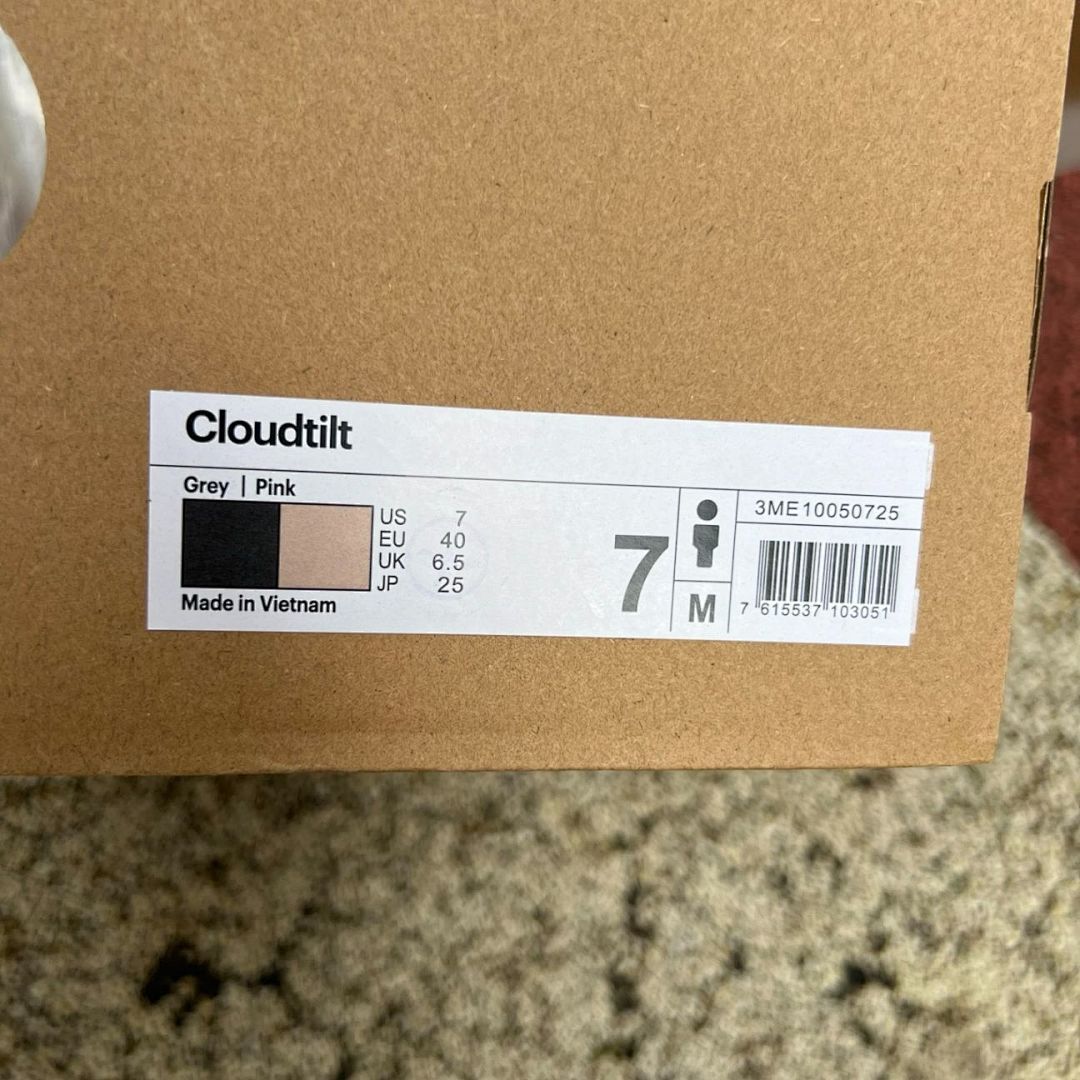 Cloudtilt
Grey | Pink
US 7
EU 40
UK 6.5
JP 25
Made in Vietnam
7
M
3ME10050725
7 615537 103051